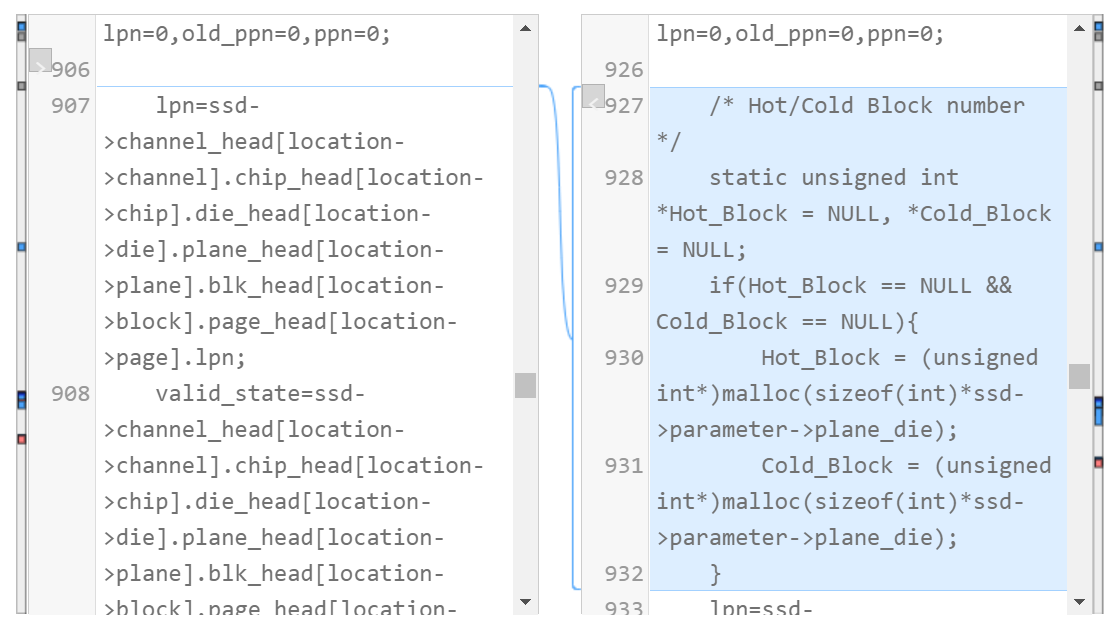 lpn=0,old_ppn=0,ppn=0;
906
907 lpn=ssd-
>channel_head[location-
>channel].chip_head[location-
>chip].die_head[location-
>die].plane_head[location-
>plane].blk_head[location-
>block].page_head[location-
>page].lpn;
908 valid_state=ssd-
>channel_head[location-
>channel].chip_head[location-
>chip].die_head[location-
>die].plane_head[location-
>plane].blk_head[location-
>block].page_head[location-
lpn=0,old_ppn=0,ppn=0;
926
927 /* Hot/Cold Block number
*/
928 static unsigned int
*Hot_Block = NULL, *Cold_Block
= NULL;
929 if(Hot_Block == NULL &&
Cold_Block == NULL){
930 Hot_Block = (unsigned
int*)malloc(sizeof(int)*ssd-
>parameter->plane_die);
931 Cold_Block = (unsigned
int*)malloc(sizeof(int)*ssd-
>parameter->plane_die);
932 }
933 lpn=ssd-